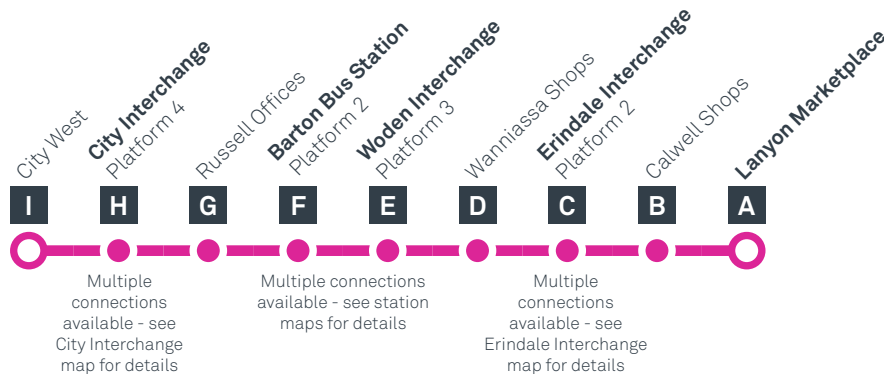 City West
City Interchange
Platform 4
Russell Offices
Barton Bus Station
Platform 2
Woden Interchange
Platform 3
Wanniassa Shops
Erindale Interchange
Platform 2
Calwell Shops
Lanyon Marketplace
I H G F E D C B A
Multiple
connections
available - see
City Interchange
map for details
Multiple connections
available - see station
maps for details
Multiple
connections
available - see
Erindale Interchange
map for details